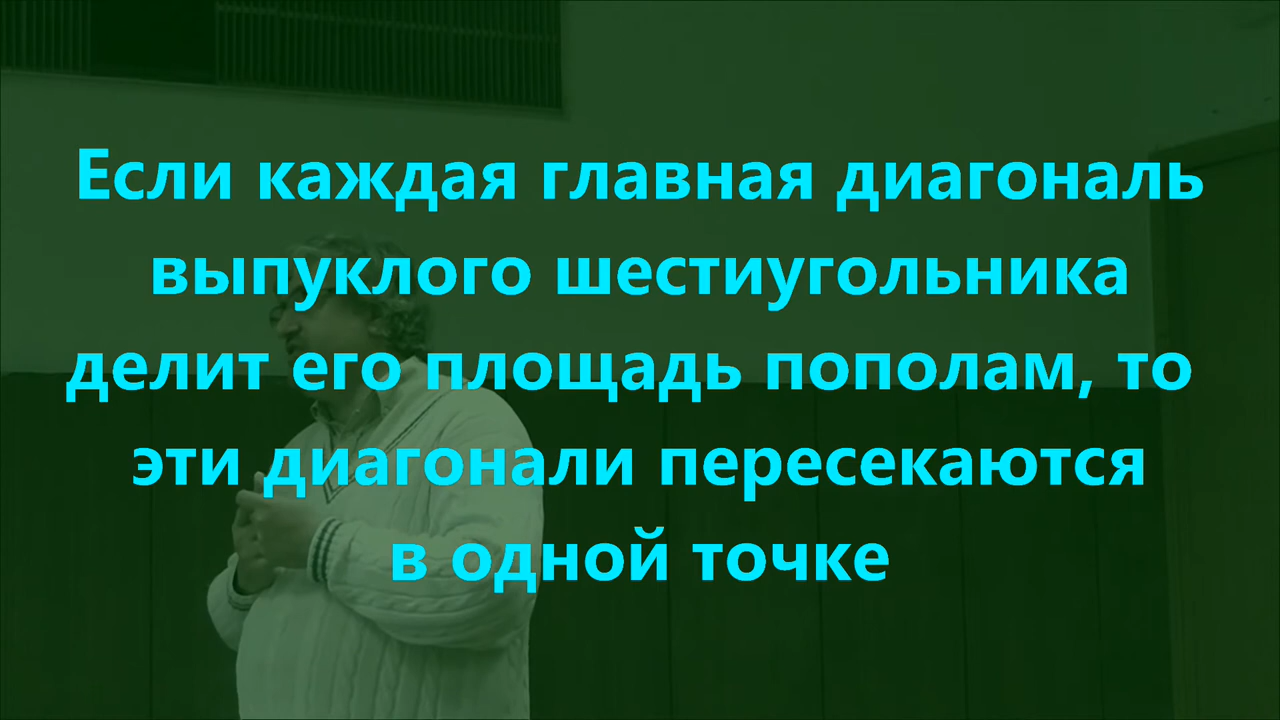 Если каждая главная диагональ
выпуклого шестиугольника
делит его площадь пополам, то
эти диагонали пересекаются
в одной точке